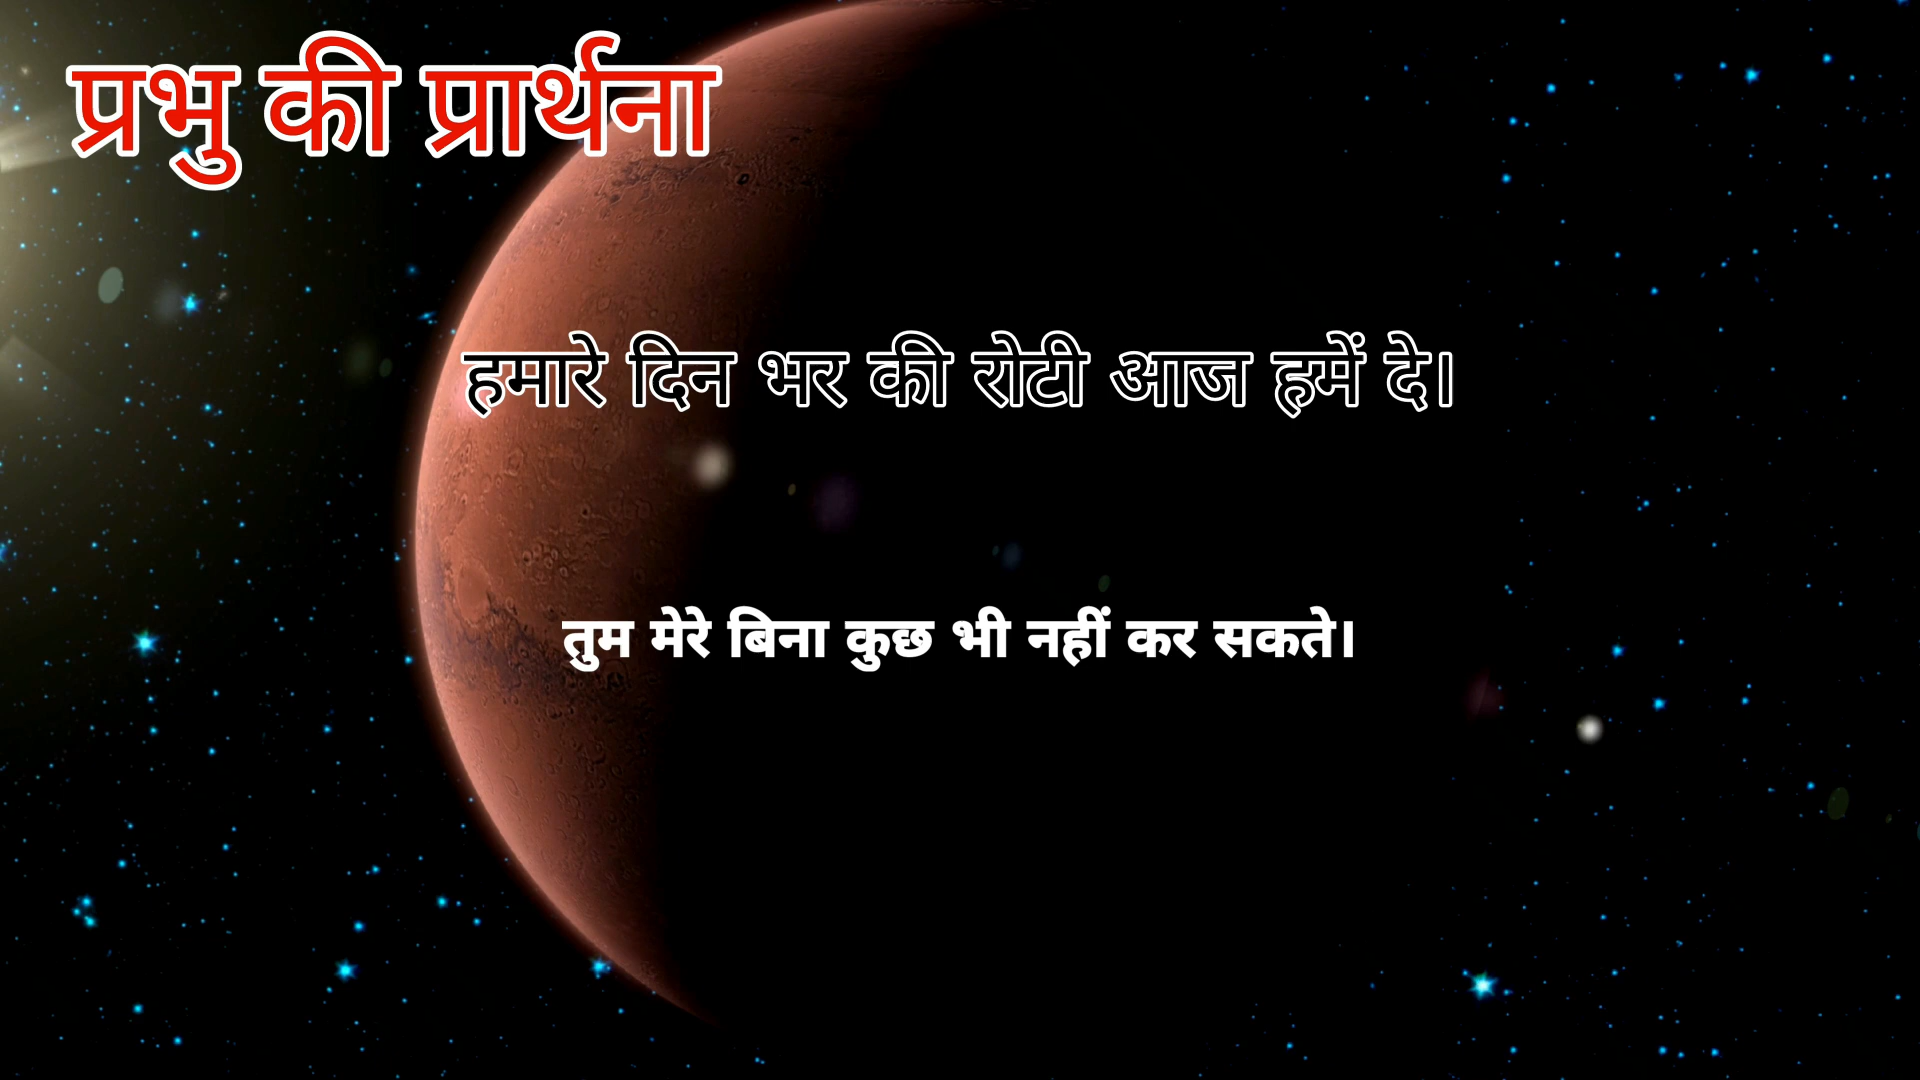 प्रभु की प्रार्थना
हमारे दिन भर की रोटी आज हमें दे।
तुम मेरे बिना कुछ भी नहीं कर सकते।